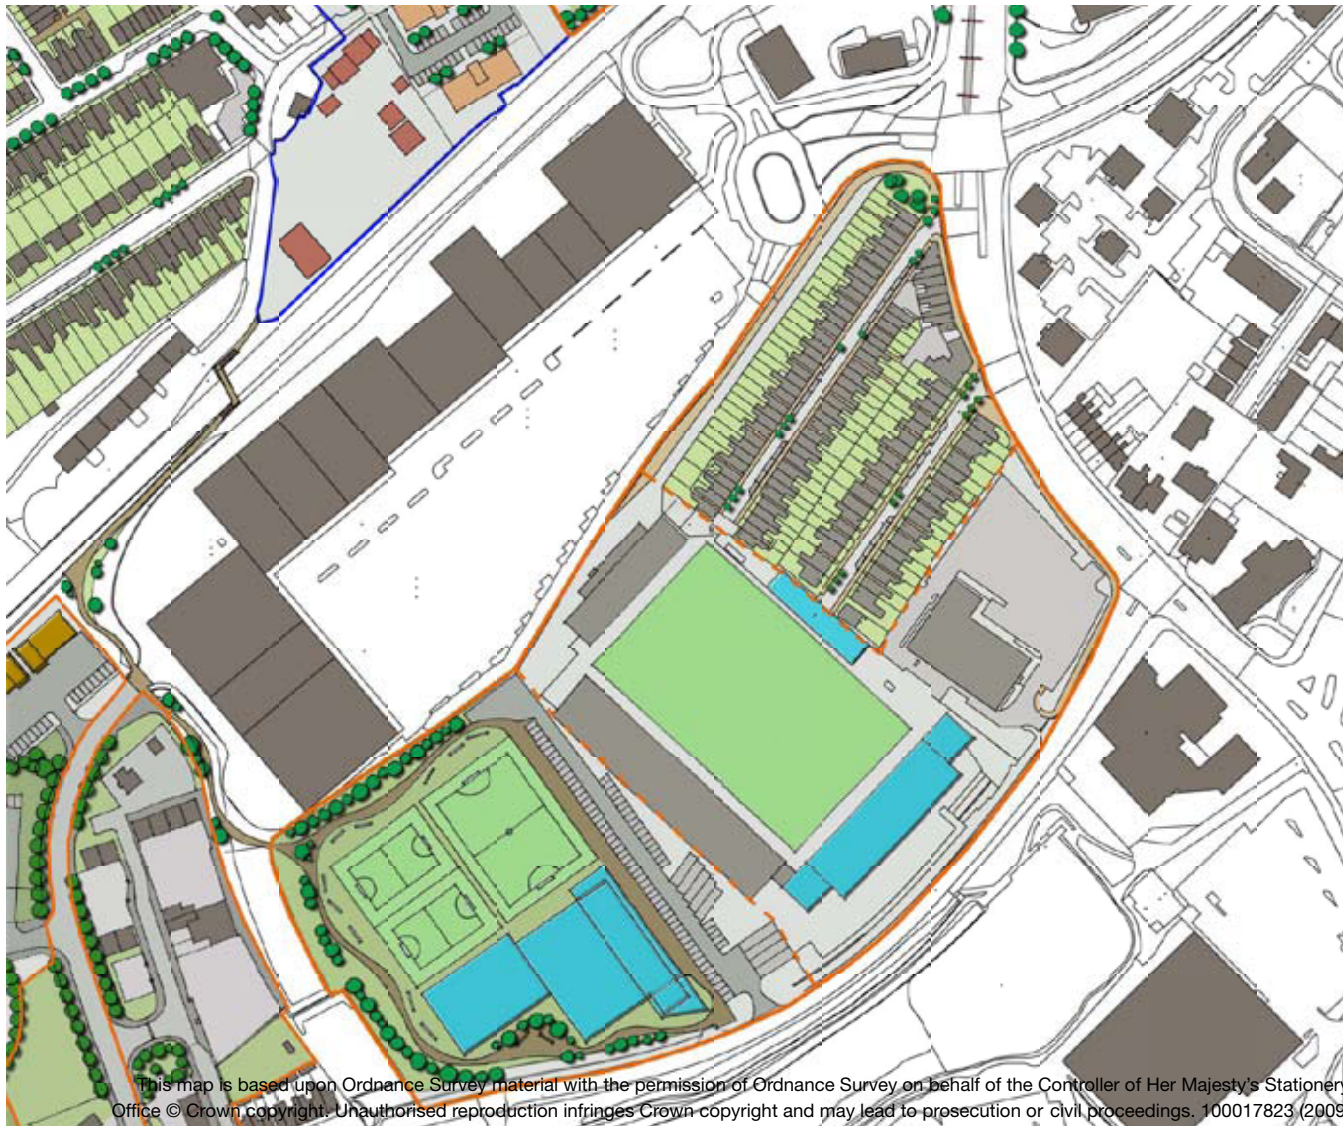 This map is based upon Ordnance Survey material with the permission of Ordnance Survey on behalf of the Controller of Her Majesty's Stationery
Office © Crown copyright. Unauthorised reproduction infringes Crown copyright and may lead to prosecution or civil proceedings. 100017823 (2009